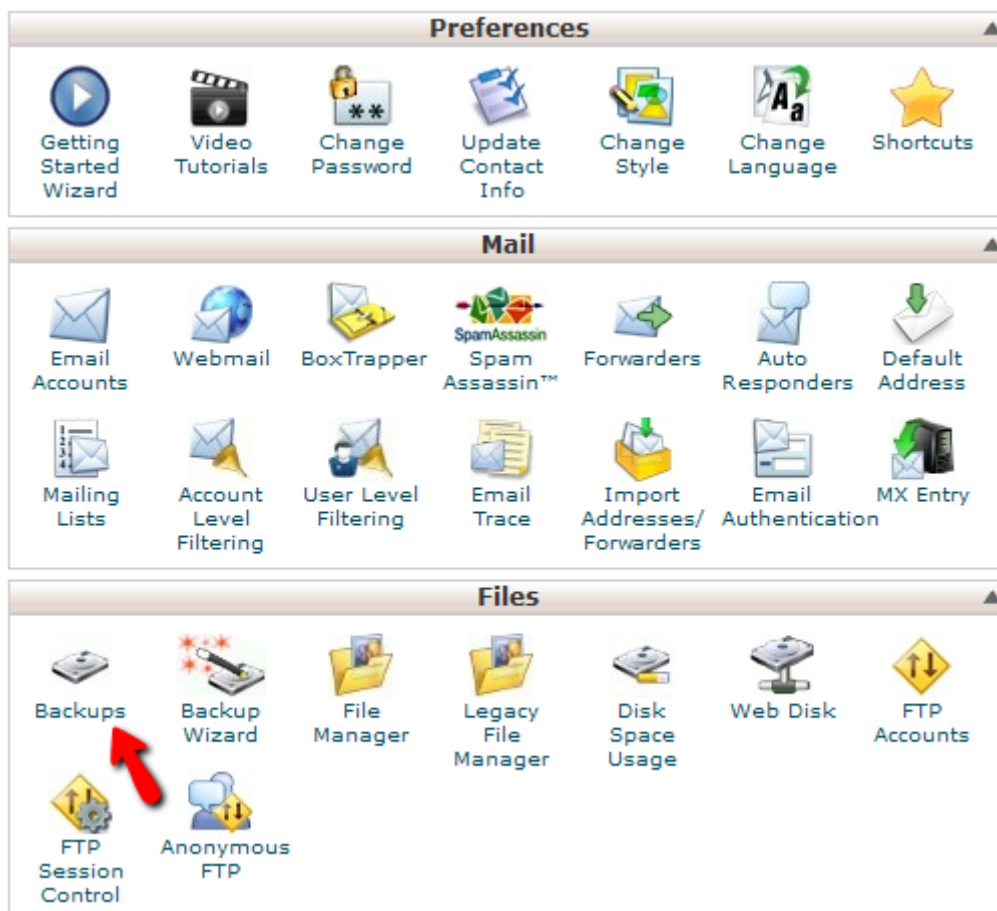 Preferences
Getting Started Wizard
Video Tutorials
Change Password
Update Contact Info
Change Style
Change Language
Shortcuts
Mail
Email Accounts
Webmail
BoxTrapper
SpamAssassin
Spam Assassin™
Forwarders
Auto Responders
Default Address
Mailing Lists
Account Level Filtering
User Level Filtering
Email Trace
Import Addresses/ Forwarders
Email Authentication
MX Entry
Files
Backups
Backup Wizard
File Manager
Legacy File Manager
Disk Space Usage
Web Disk
FTP Accounts
FTP Session Control
Anonymous FTP